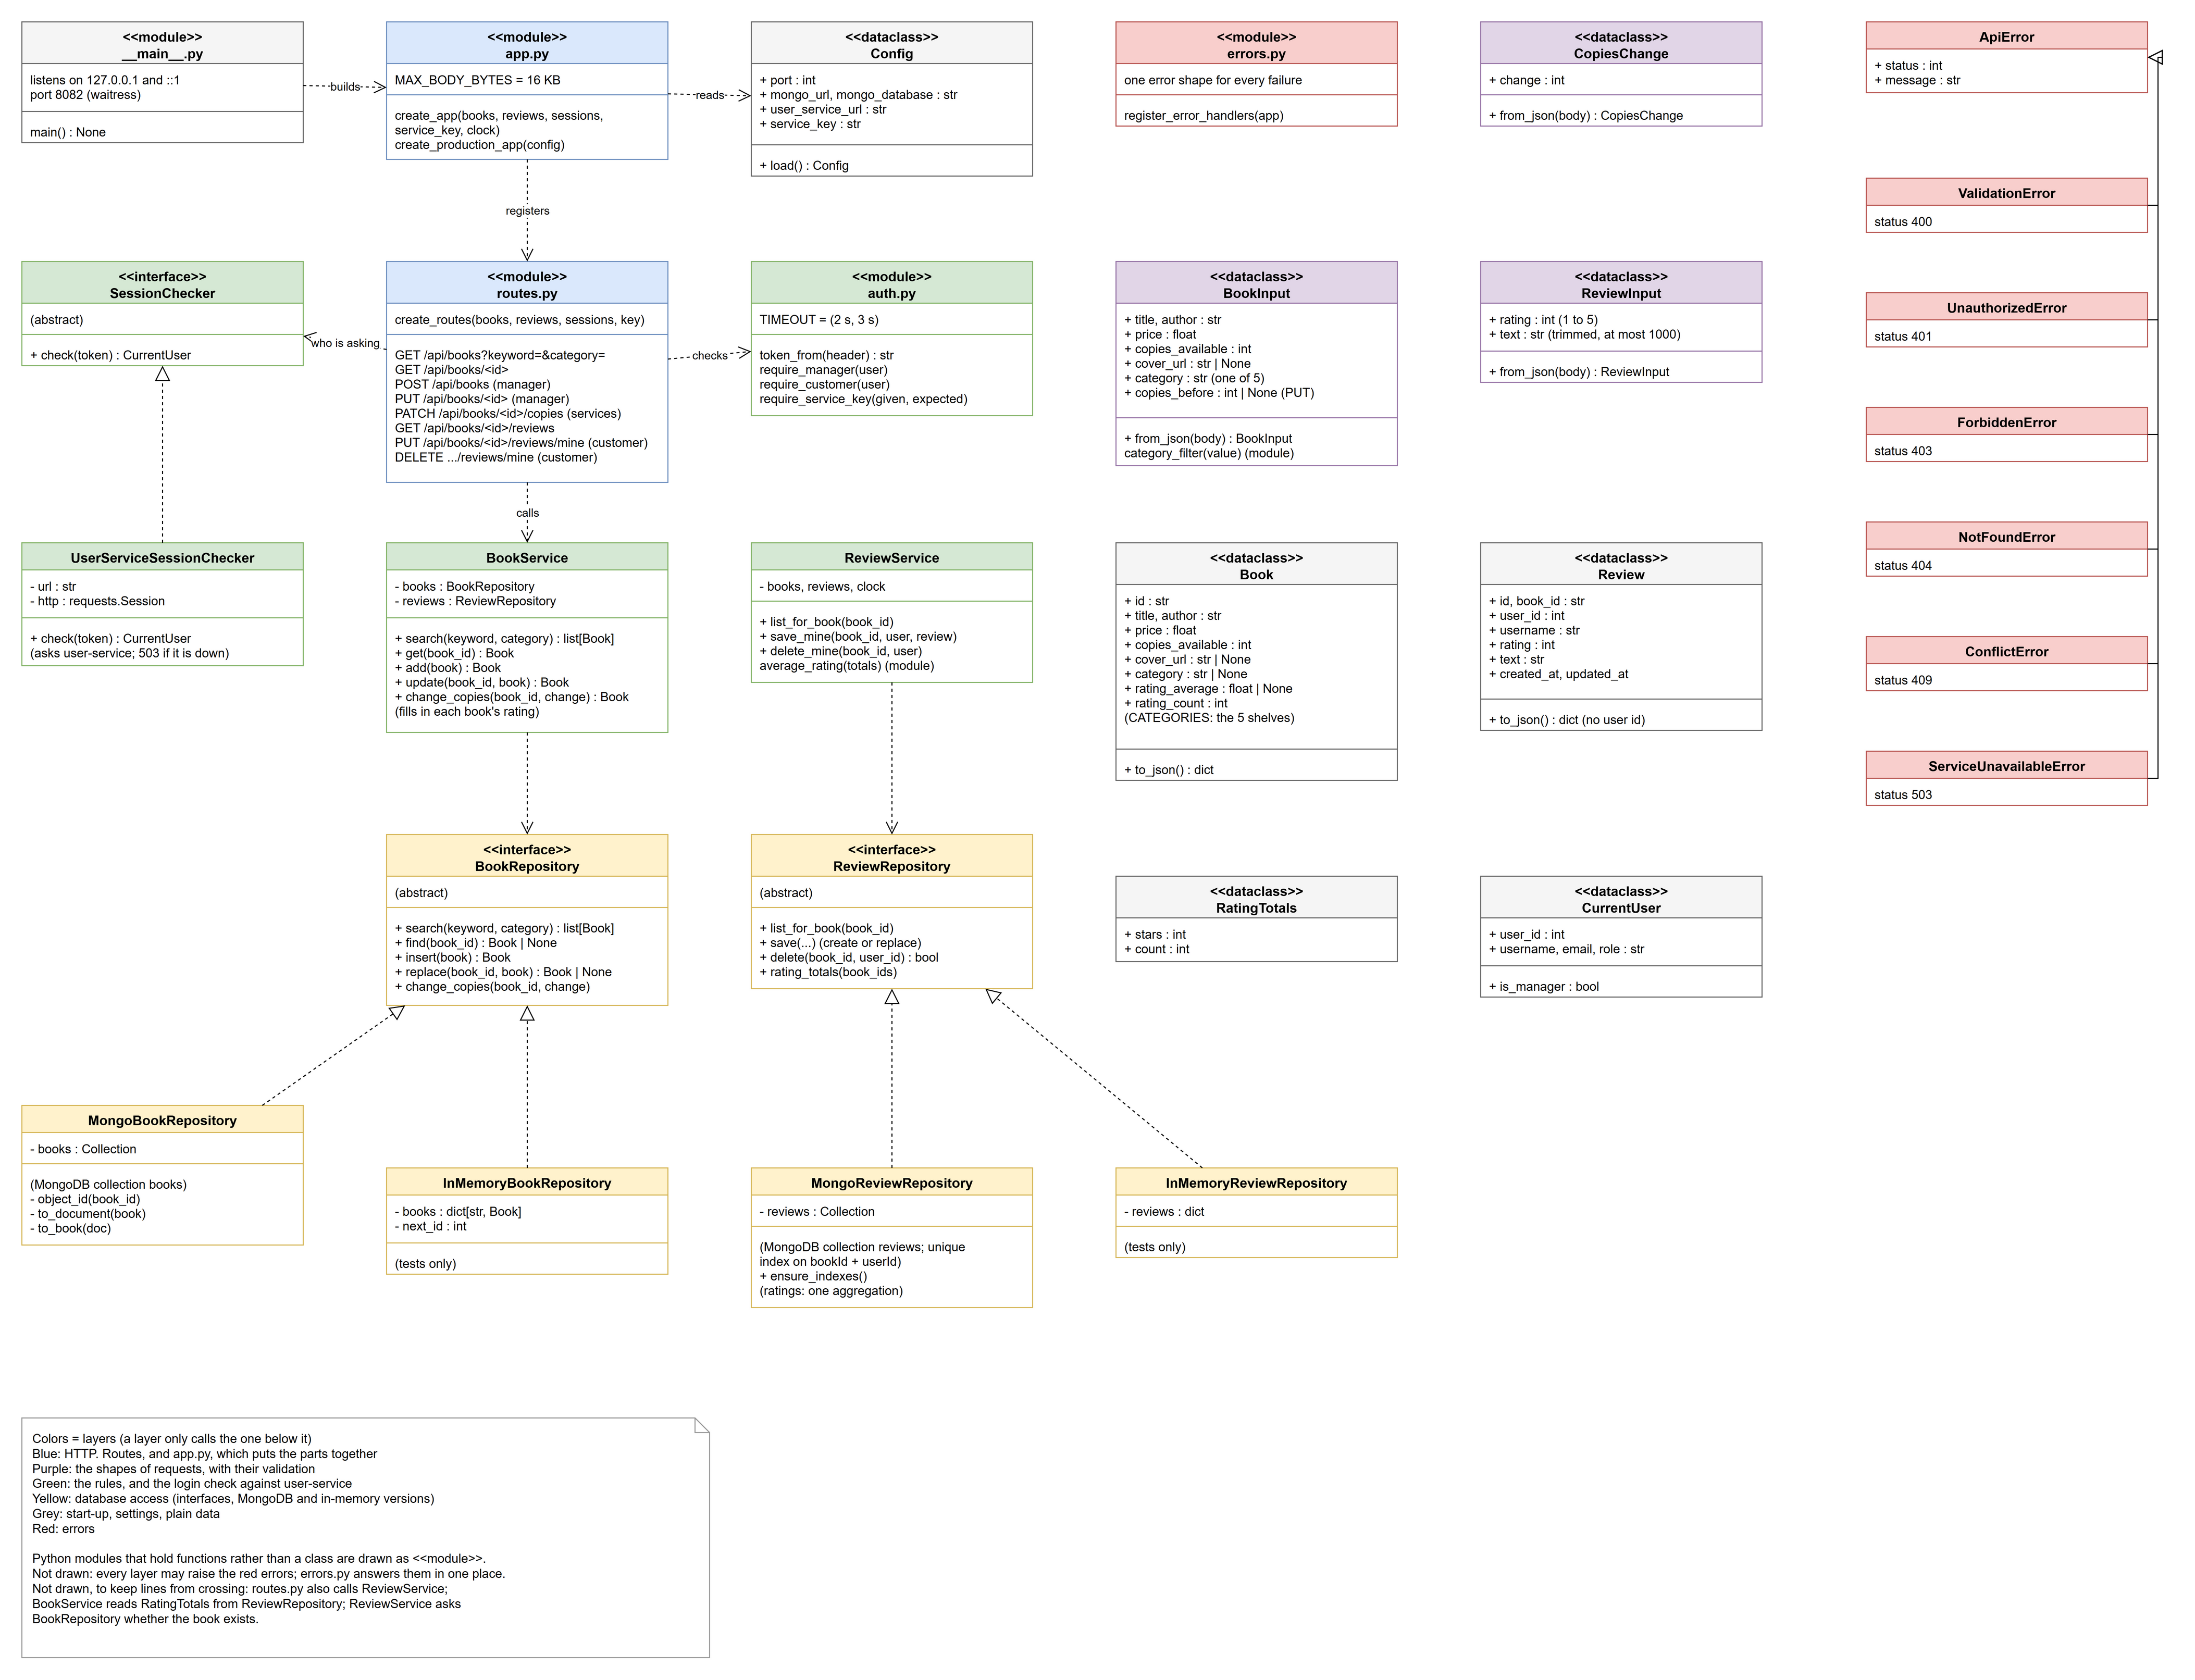 <<module>>
__main__.py
listens on 127.0.0.1 and ::1
port 8082 (waitress)
main() : None
builds
<<module>>
app.py
MAX_BODY_BYTES = 16 KB
create_app(books, reviews, sessions,
service_key, clock)
create_production_app(config)
reads
<<dataclass>>
Config
+ port : int
+ mongo_url, mongo_database : str
+ user_service_url : str
+ service_key : str
+ load() : Config
<<module>>
errors.py
one error shape for every failure
register_error_handlers(app)
<<dataclass>>
CopiesChange
+ change : int
+ from_json(body) : CopiesChange
ApiError
+ status : int
+ message : str
registers
ValidationError
status 400
<<interface>>
SessionChecker
(abstract)
+ check(token) : CurrentUser
who is asking
<<module>>
routes.py
create_routes(books, reviews, sessions, key)
GET /api/books?keyword=&category=
GET /api/books/<id>
POST /api/books (manager)
PUT /api/books/<id> (manager)
PATCH /api/books/<id>/copies (services)
GET /api/books/<id>/reviews
PUT /api/books/<id>/reviews/mine (customer)
DELETE .../reviews/mine (customer)
checks
<<module>>
auth.py
TIMEOUT = (2 s, 3 s)
token_from(header) : str
require_manager(user)
require_customer(user)
require_service_key(given, expected)
<<dataclass>>
BookInput
+ title, author : str
+ price : float
+ copies_available : int
+ cover_url : str | None
+ category : str (one of 5)
+ copies_before : int | None (PUT)
+ from_json(body) : BookInput
category_filter(value) (module)
<<dataclass>>
ReviewInput
+ rating : int (1 to 5)
+ text : str (trimmed, at most 1000)
+ from_json(body) : ReviewInput
UnauthorizedError
status 401
ForbiddenError
status 403
calls
UserServiceSessionChecker
- url : str
- http : requests.Session
+ check(token) : CurrentUser
(asks user-service; 503 if it is down)
BookService
- books : BookRepository
- reviews : ReviewRepository
+ search(keyword, category) : list[Book]
+ get(book_id) : Book
+ add(book) : Book
+ update(book_id, book) : Book
+ change_copies(book_id, change) : Book
(fills in each book's rating)
ReviewService
- books, reviews, clock
+ list_for_book(book_id)
+ save_mine(book_id, user, review)
+ delete_mine(book_id, user)
average_rating(totals) (module)
<<dataclass>>
Book
+ id : str
+ title, author : str
+ price : float
+ copies_available : int
+ cover_url : str | None
+ category : str | None
+ rating_average : float | None
+ rating_count : int
(CATEGORIES: the 5 shelves)
+ to_json() : dict
<<dataclass>>
Review
+ id, book_id : str
+ user_id : int
+ username : str
+ rating : int
+ text : str
+ created_at, updated_at
+ to_json() : dict (no user id)
NotFoundError
status 404
ConflictError
status 409
ServiceUnavailableError
status 503
<<interface>>
BookRepository
(abstract)
+ search(keyword, category) : list[Book]
+ find(book_id) : Book | None
+ insert(book) : Book
+ replace(book_id, book) : Book | None
+ change_copies(book_id, change)
<<interface>>
ReviewRepository
(abstract)
+ list_for_book(book_id)
+ save(...) (create or replace)
+ delete(book_id, user_id) : bool
+ rating_totals(book_ids)
<<dataclass>>
RatingTotals
+ stars : int
+ count : int
<<dataclass>>
CurrentUser
+ user_id : int
+ username, email, role : str
+ is_manager : bool
MongoBookRepository
- books : Collection
(MongoDB collection books)
- object_id(book_id)
- to_document(book)
- to_book(doc)
InMemoryBookRepository
- books : dict[str, Book]
- next_id : int
(tests only)
MongoReviewRepository
- reviews : Collection
(MongoDB collection reviews; unique
index on bookId + userId)
+ ensure_indexes()
(ratings: one aggregation)
InMemoryReviewRepository
- reviews : dict
(tests only)
Colors = layers (a layer only calls the one below it)
Blue: HTTP. Routes, and app.py, which puts the parts together
Purple: the shapes of requests, with their validation
Green: the rules, and the login check against user-service
Yellow: database access (interfaces, MongoDB and in-memory versions)
Grey: start-up, settings, plain data
Red: errors
Python modules that hold functions rather than a class are drawn as <<module>>.
Not drawn: every layer may raise the red errors; errors.py answers them in one place.
Not drawn, to keep lines from crossing: routes.py also calls ReviewService;
BookService reads RatingTotals from ReviewRepository; ReviewService asks
BookRepository whether the book exists.